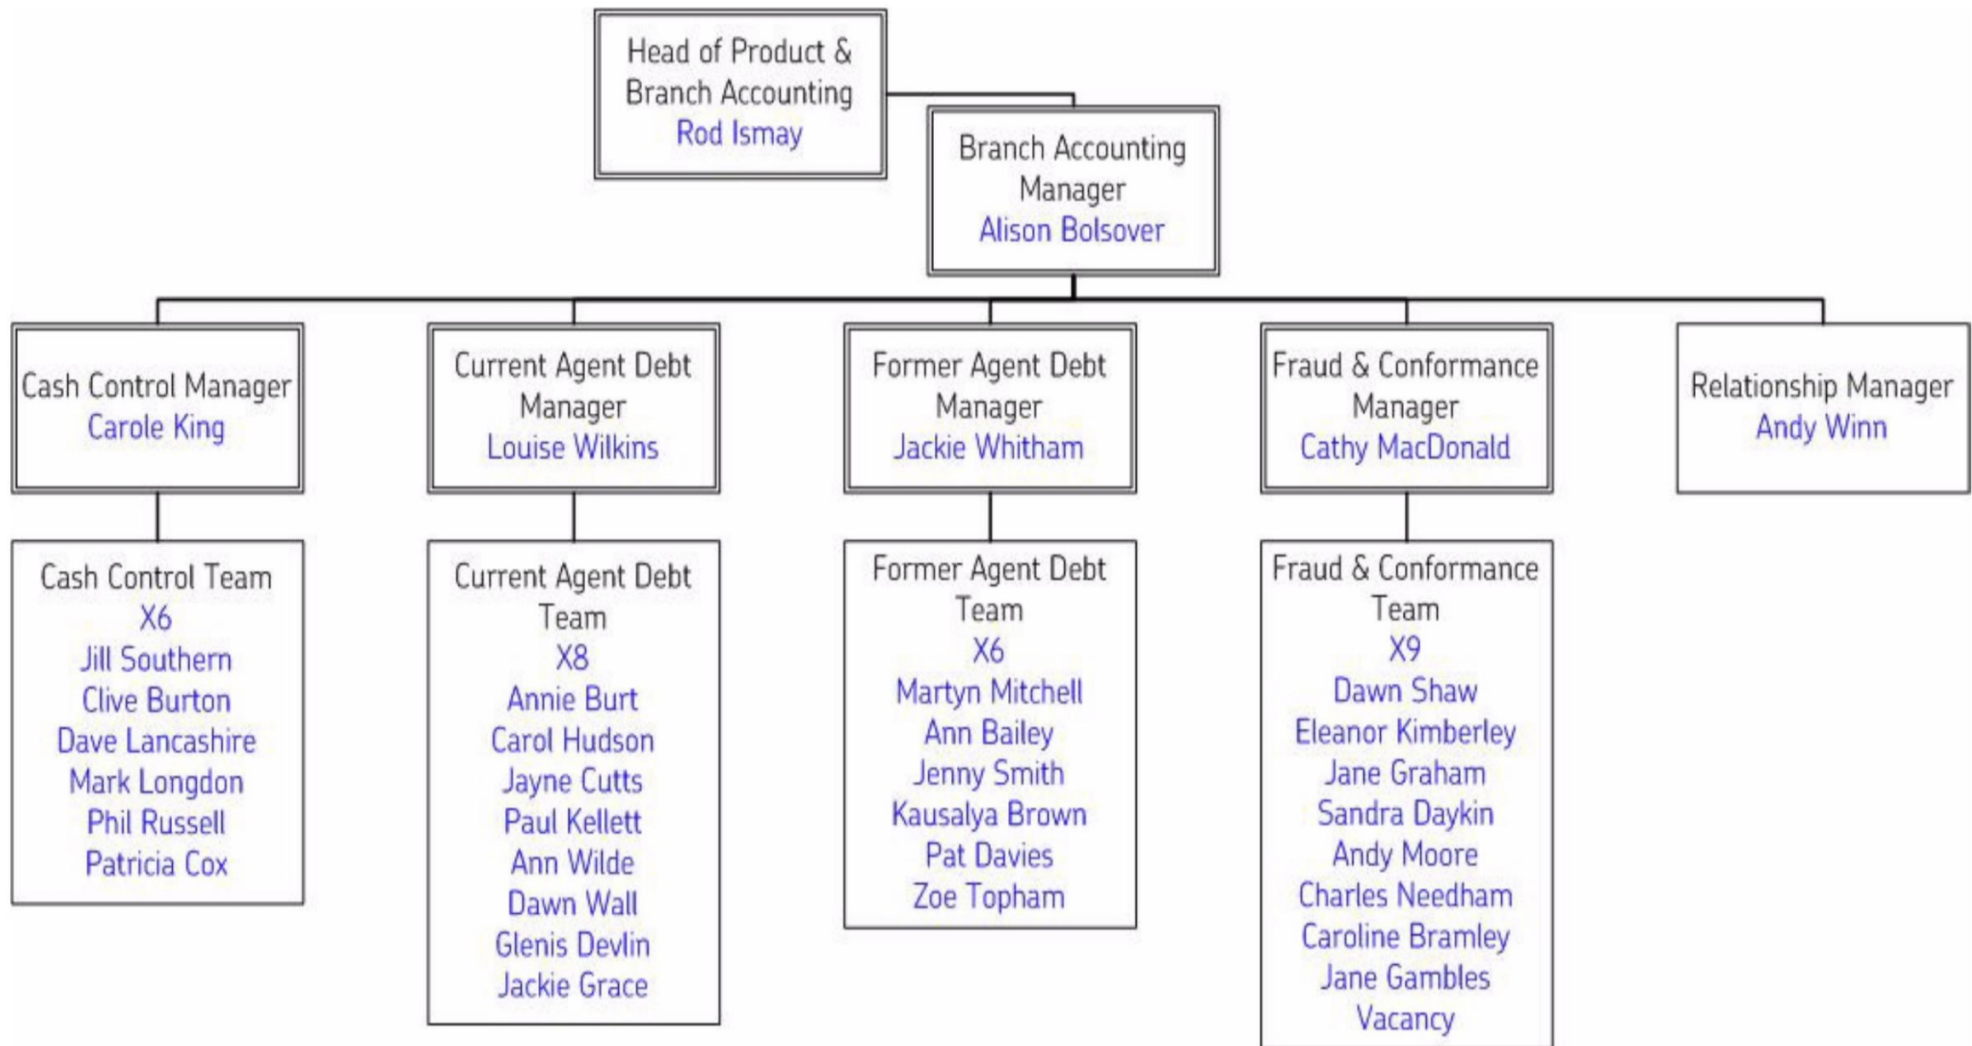 Head of Product &
Branch Accounting
Rod Ismay
Branch Accounting
Manager
Alison Bolsover
Cash Control Manager
Carole King
Current Agent Debt
Manager
Louise Wilkins
Former Agent Debt
Manager
Jackie Whitham
Fraud & Conformance
Manager
Cathy MacDonald
Relationship Manager
Andy Winn
Cash Control Team
X6
Jill Southern
Clive Burton
Dave Lancashire
Mark Longdon
Phil Russell
Patricia Cox
Current Agent Debt
Team
X8
Annie Burt
Carol Hudson
Jayne Cutts
Paul Kellett
Ann Wilde
Dawn Wall
Glenis Devlin
Jackie Grace
Former Agent Debt
Team
X6
Martyn Mitchell
Ann Bailey
Jenny Smith
Kausalya Brown
Pat Davies
Zoe Topham
Fraud & Conformance
Team
X9
Dawn Shaw
Eleanor Kimberley
Jane Graham
Sandra Daykin
Andy Moore
Charles Needham
Caroline Bramley
Jane Gambles
Vacancy